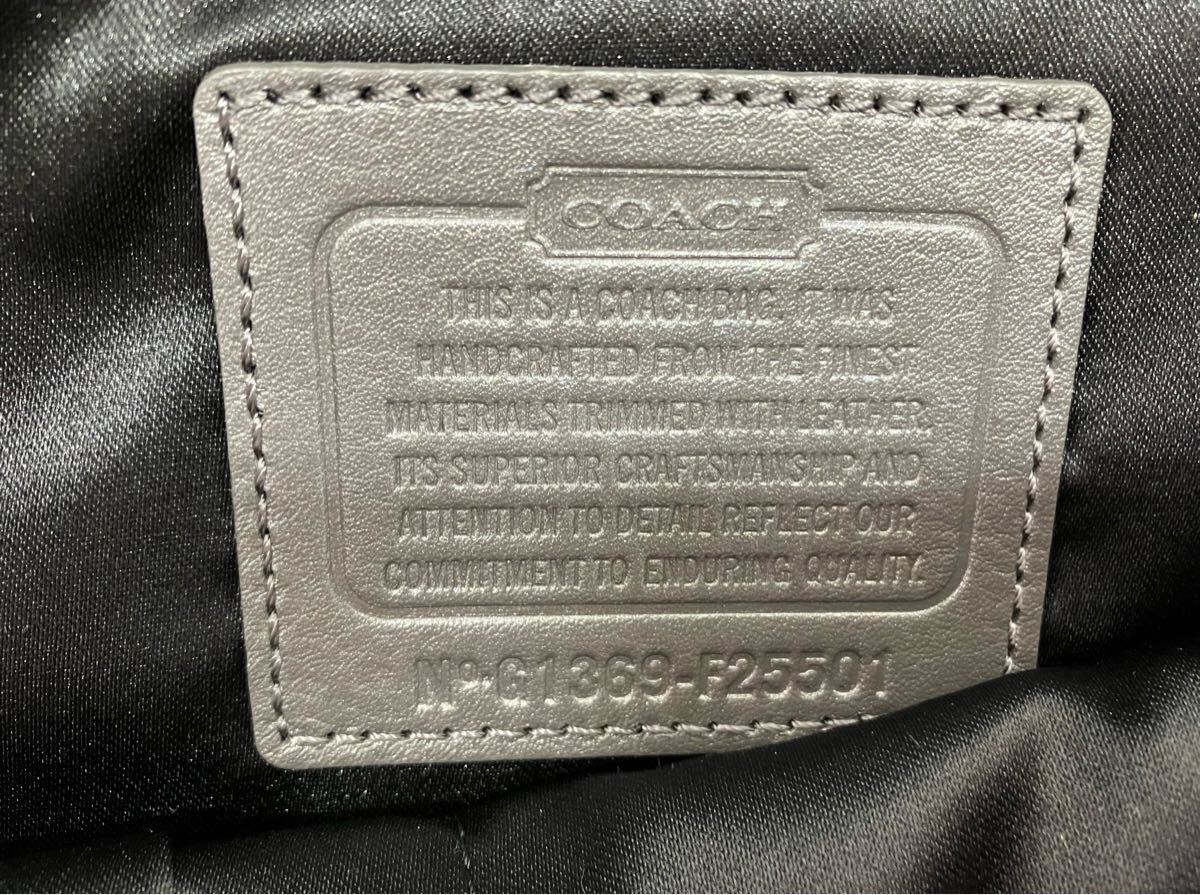 COACH
THIS IS A COACH BAG. IT WAS
HANDCRAFTED FROM THE FINEST
MATERIALS TRIMMED WITH LEATHER.
ITS SUPERIOR CRAFTSMANSHIP AND
ATTENTION TO DETAIL REFLECT OUR
COMMITMENT TO ENDURING QUALITY.
Nº G1369-F25501